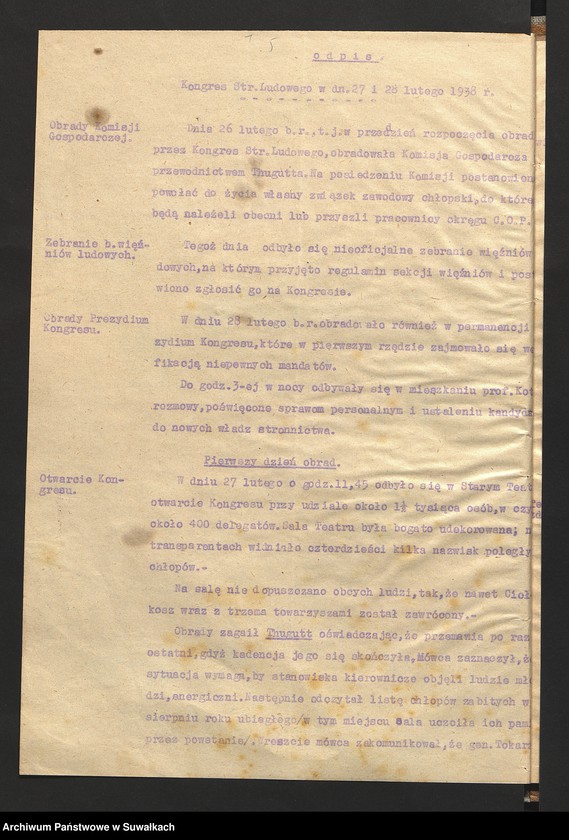 1.5
o d p i s .
Kongres Str.Ludowego w dn.27 i 28 lutego 1938 r.
Obrady Komisji
Gospodarczej.
Dnia 26 lutego b.r.,t.j.w przedzień rozpoczęcia obrad
przez Kongres Str.Ludowego,obradowała Komisja Gospodarcza
przewodnictwem Thugutta.Na posiedzeniu Komisji postanowion
powołać do życia własny związek zawodowy chłopski,do które
będą należeli obecni lub przyszli pracownicy okręgu C.O.P.
Zebranie b.więź-
niów ludowych.
Tegoż dnia odbyło się nieoficjalne zebranie więźniów
dowych,na którym przyjęto regulamin sekcji więźniów i post
wiono zgłosić go na Kongresie.
Obrady Prezydium
Kongresu.
W dniu 28 lutego b.r.obradowało również w permanencji
zydium Kongresu,które w pierwszym rzędzie zajmowało się we
fikacją niepewnych mandatów.
Do godz.3-ej w nocy odbywały się w mieszkaniu prof.Kot
rozmowy,poświęcone sprawom personalnym i ustaleniu kandyd
do nowych władz stronnictwa.
Pierwszy dzień obrad.
Otwarcie Kon-
gresu.
W dniu 27 lutego o godz.11,45 odbyło się w Starym Teat
otwarcie Kongresu przy udziale około 1½ tysiąca osób,w czy
około 400 delegatów.Sala Teatru była bogato udekorowana; n
transparentach widniało czterdzieści kilka nazwisk poległy
chłopów.-
Na salę nie dopuszczano obcych ludzi,tak,że nawet Cioł
kosz wraz z trzema towarzyszami został zawrócony.-
Obrady zagaił Thugutt oświadczając,że przemawia po raz
ostatni,gdyż kadencja jego się skończyła.Mówca zaznaczył,ż
sytuacja wymaga,by stanowiska kierownicze objęli ludzie mł
dzi,energiczni.Następnie odczytał listę chłopów zabitych w
sierpniu roku ubiegłego/w tym miejscu sala uczciła ich pami
przez powstanie/. reszcie mówca zakomunikował,że gen.Tokar
Archiwum Państwowe w Suwałkach